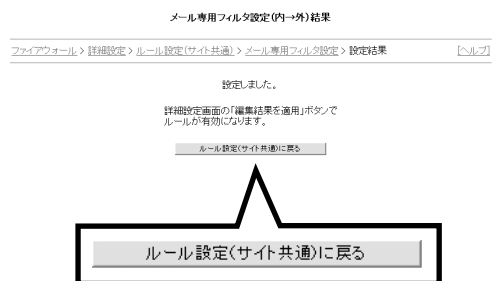 メール専用フィルタ設定(内→外)結果
ファイアウォール > 詳細設定 > ルール設定(サイト共通) > メール専用フィルタ設定 > 設定結果 [ヘルプ]
設定しました。
詳細設定画面の「編集結果を適用」ボタンで
ルールが有効になります。
ルール設定(サイト共通)に戻る
ルール設定(サイト共通)に戻る